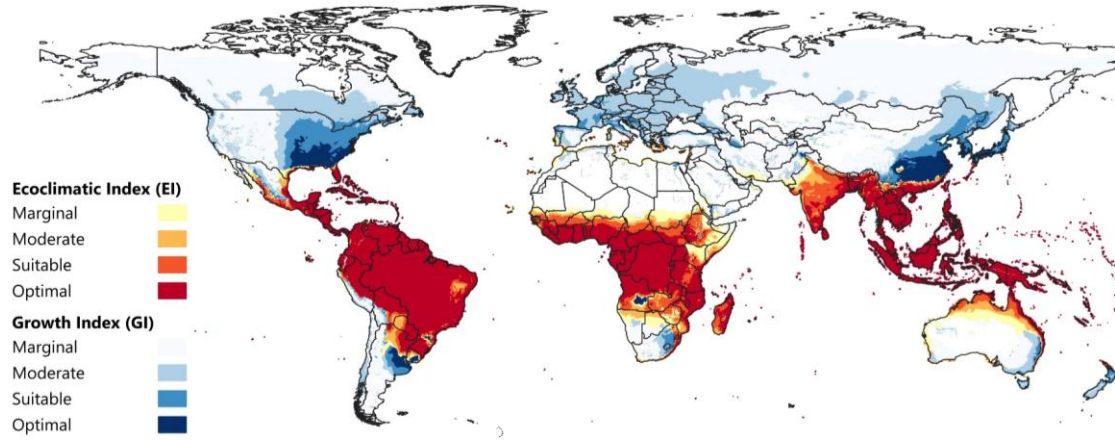 Ecoclimatic Index (EI)
Marginal
Moderate
Suitable
Optimal
Growth Index (GI)
Marginal
Moderate
Suitable
Optimal